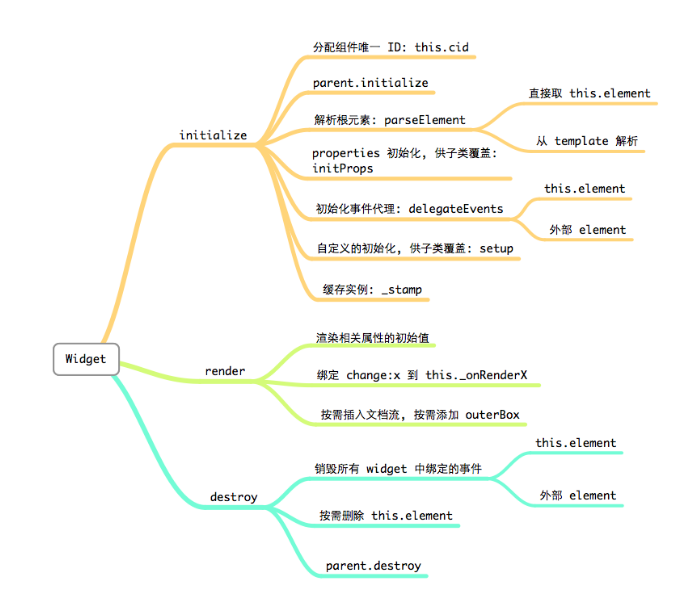 分配组件唯一 ID: this.cid
parent.initialize
直接取 this.element
解析根元素: parseElement
从 template 解析
initialize
properties 初始化, 供子类覆盖:
initProps
this.element
初始化事件代理: delegateEvents
外部 element
自定义的初始化, 供子类覆盖: setup
缓存实例: _stamp
渲染相关属性的初始值
Widget
render
绑定 change:x 到 this._onRenderX
按需插入文档流, 按需添加 outerBox
this.element
销毁所有 widget 中绑定的事件
外部 element
destroy
按需删除 this.element
parent.destroy